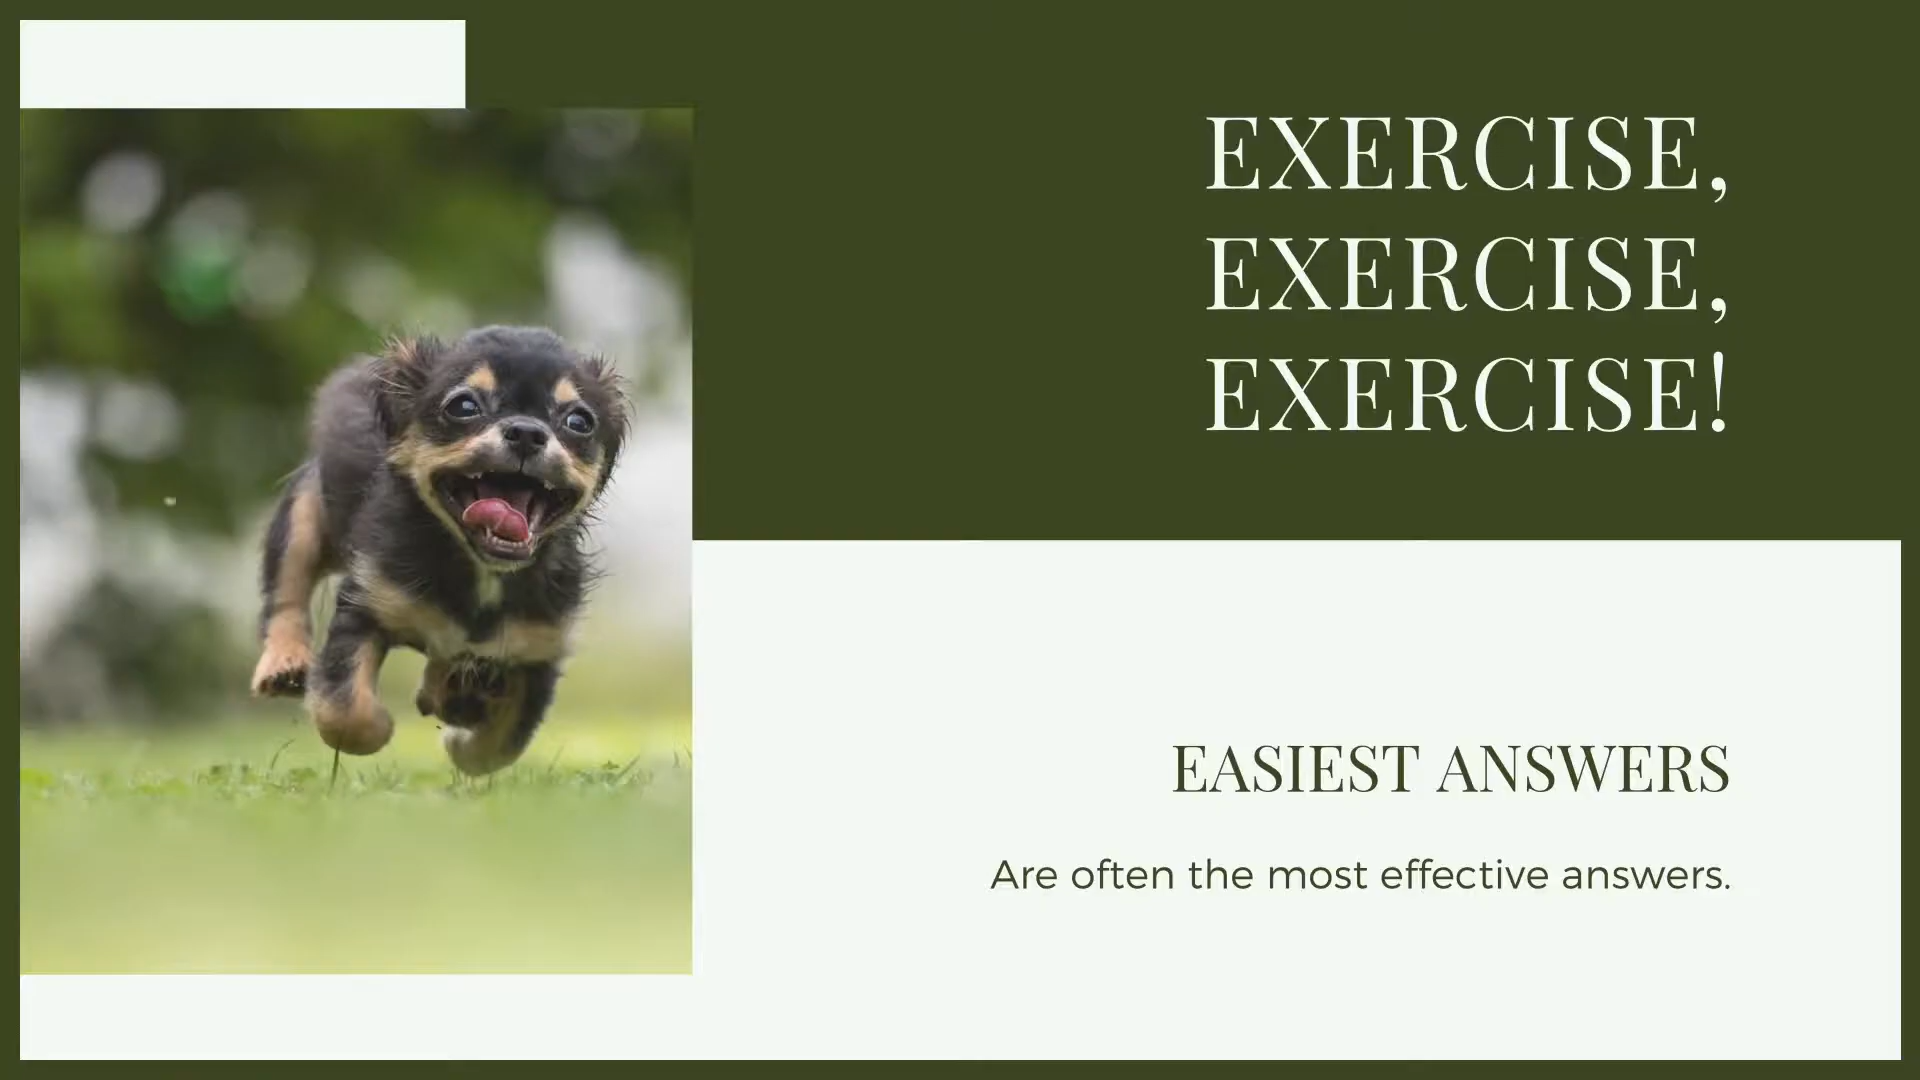 EXERCISE,
EXERCISE,
EXERCISE!
EASIEST ANSWERS
Are often the most effective answers.